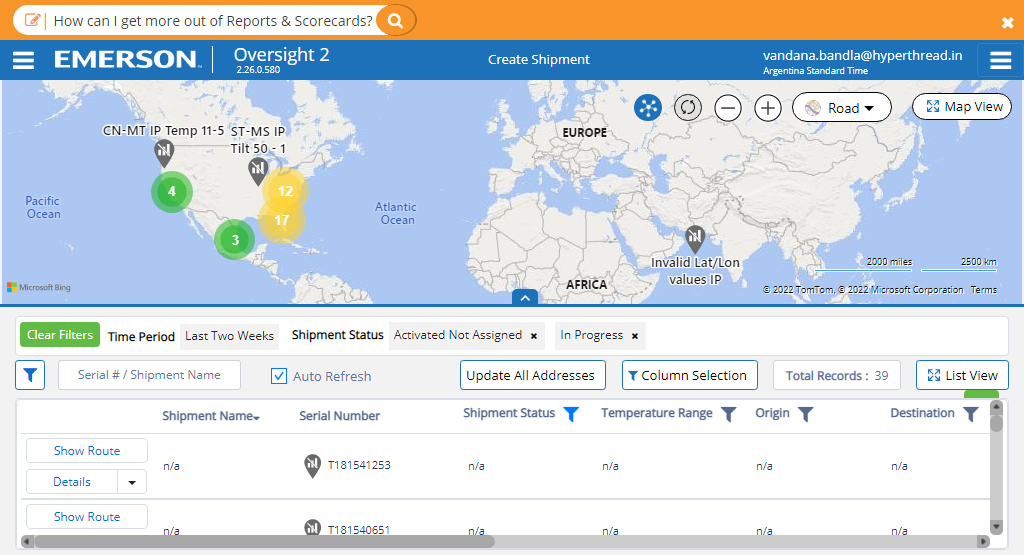 How can I get more out of Reports & Scorecards?
EMERSON
Oversight 2
2.26.0.580
Create Shipment
vandana.bandla@hyperthread.in
Argentina Standard Time
CN-MT IP Temp 11-5
ST-MS IP
Tilt 50 - 1
EUROPE
Road
Map View
4
12
17
3
Pacific
Ocean
Atlantic
Ocean
Invalid Lat/Lon
values IP
AFRICA
2000 miles
2500 km
Microsoft Bing
© 2022 TomTom, © 2022 Microsoft Corporation Terms
Clear Filters
Time Period
Last Two Weeks
Shipment Status
Activated Not Assigned ×
In Progress ×
Serial # / Shipment Name
Auto Refresh
Update All Addresses
Column Selection
Total Records : 39
List View
Shipment Name
Serial Number
Shipment Status
Temperature Range
Origin
Destination
Show Route
Details
n/a
T181541253
n/a
n/a
n/a
n/a
Show Route
n/a
T181540651
n/a
n/a
n/a
n/a